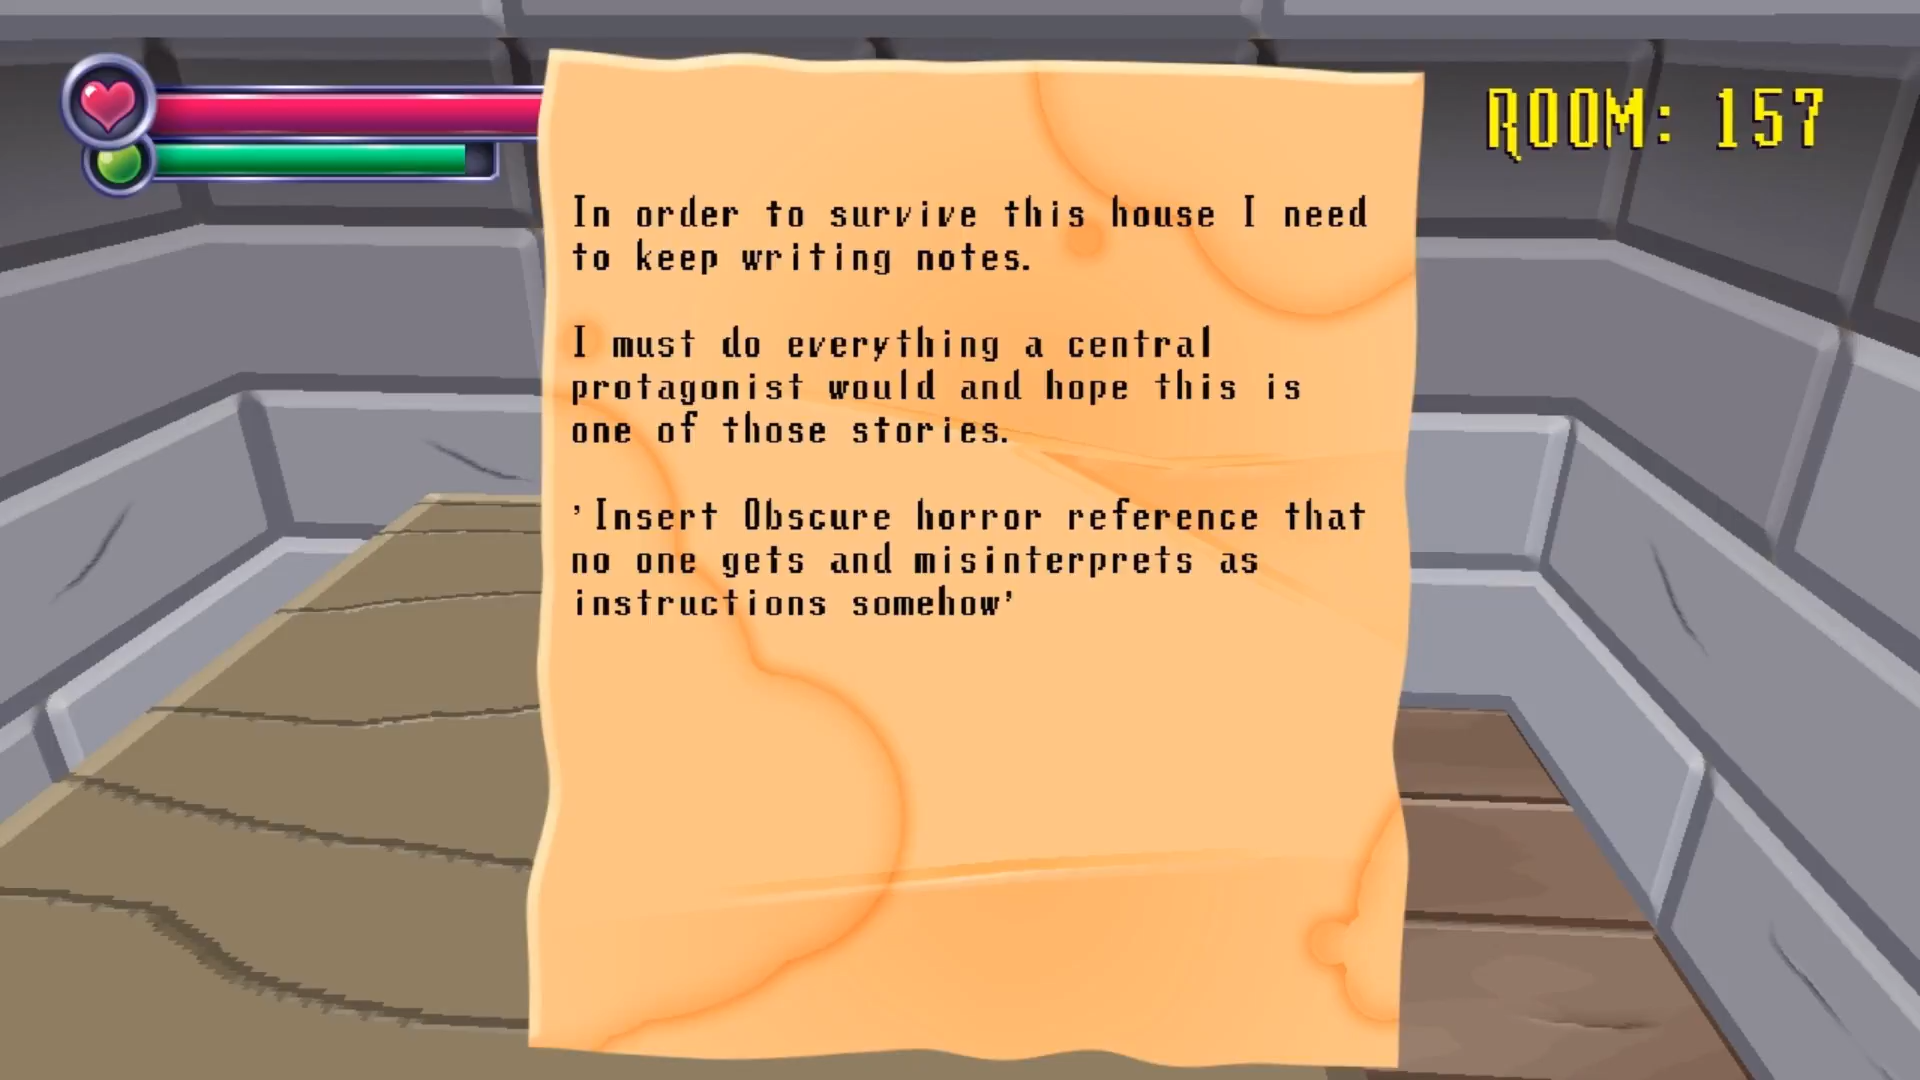 ROOM: 157
In order to survive this house I need
to keep writing notes.
I must do everything a central
protagonist would and hope this is
one of those stories.
'Insert Obscure horror reference that
no one gets and misinterprets as
instructions somehow'